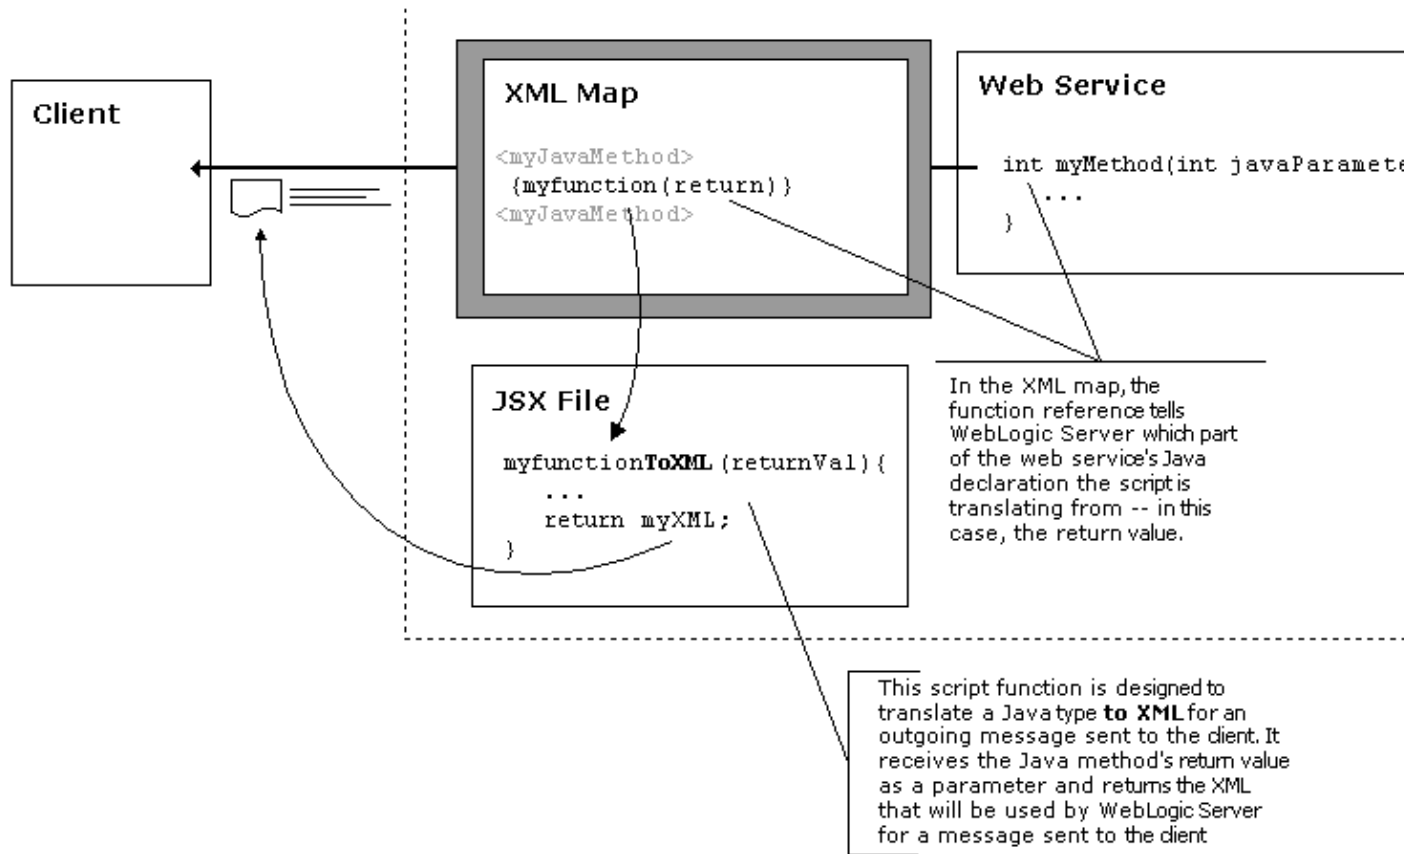 Client
XML Map
<myJavaMethod>
{myfunction(return)}
<myJavaMethod>
Web Service
int myMethod(int javaParamete
...
}
JSX File
myfunctionToXML(returnVal){
...
return myXML;
}
In the XML map, the
function reference tells
WebLogic Server which part
of the web service's Java
declaration the script is
translating from -- in this
case, the return value.
This script function is designed to
translate a Java type to XML for an
outgoing message sent to the client. It
receives the Java method's return value
as a parameter and returns the XML
that will be used by WebLogic Server
for a message sent to the client